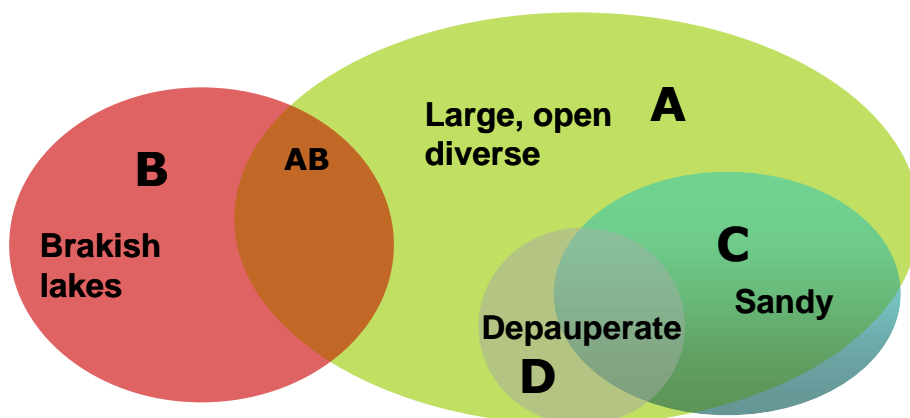 A
Large, open
diverse
AB
B
Brakish
lakes
C
Sandy
Depauperate
D